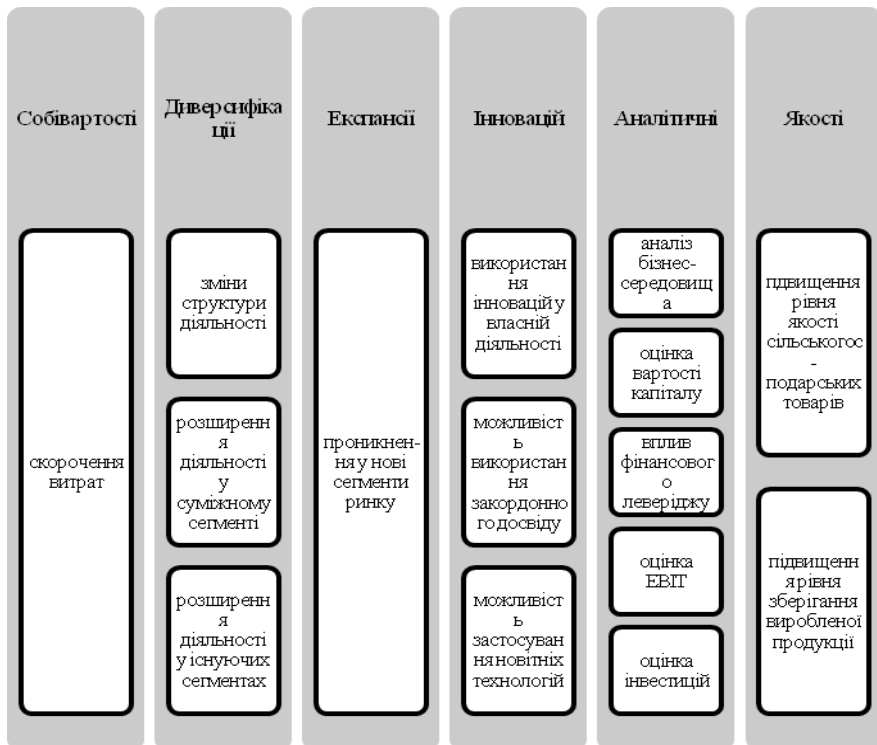 Собівартості
скорочення
витрат
Диверсифіка
ції
зміни
структури
діяльності
розширенн
я
діяльності
у
суміжному
сегменті
розширенн
я
діяльності
у існуючих
сегментах
Експансії
проникнен-
ня у нові
сегменти
ринку
Інновацій
використан
ня
інновацій у
власній
діяльності
можливіст
ь
використан
ня
закордонно
го досвіду
можливіст
ь
застосуван
ня новітніх
технологій
Аналітичні
аналіз
бізнес-
середовищ
а
оцінка
вартості
капіталу
вплив
фінансовог
о
левериджу
оцінка
EBIT
оцінка
інвестицій
Якості
пдвищення
рівня
якості
сільськогос
-
подарських
товарів
підвищенн
я рівня
зберігання
виробленої
продукції